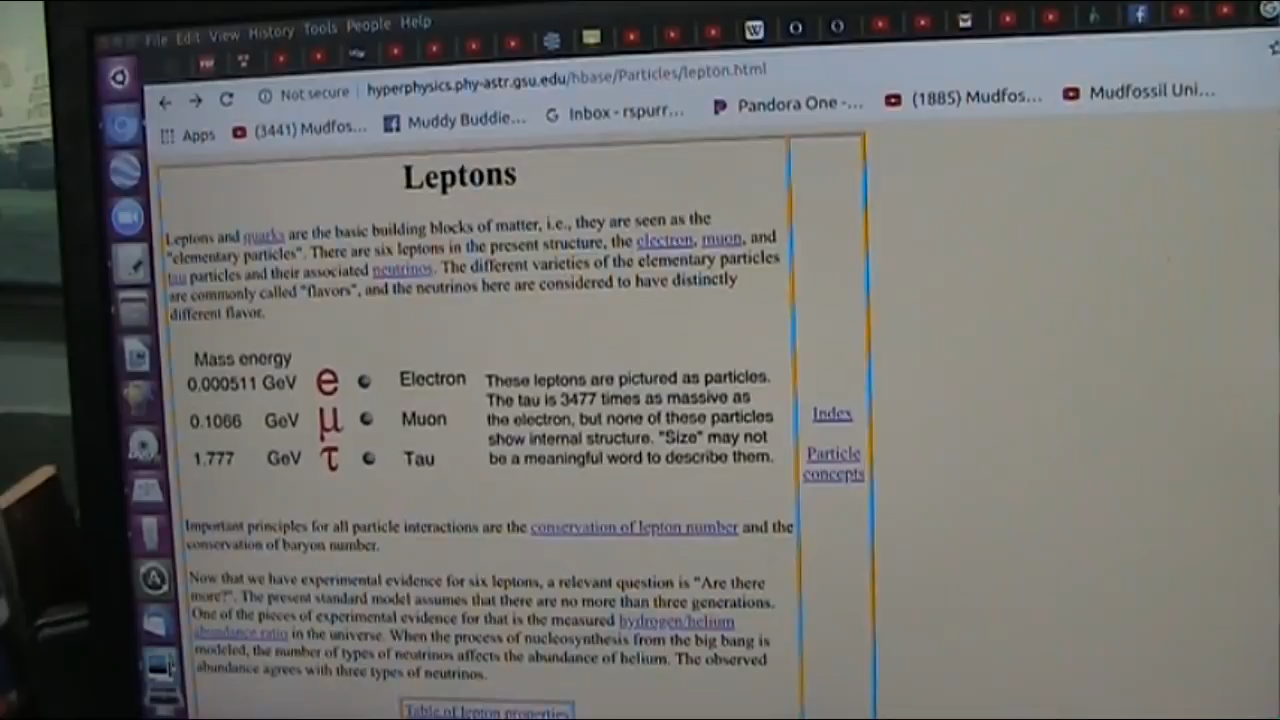 File Edit View History Tools People Help
PDF
W
f
Not secure | hyperphysics.phy-astr.gsu.edu/hbase/Particles/lepton.html
Apps (3441) Mudfos... Muddy Buddie... G Inbox - rspurr... Pandora One -... (1885) Mudfos... Mudfossil Uni...
Leptons
Leptons and quarks are the basic building blocks of matter, i.e., they are seen as the
"elementary particles". There are six leptons in the present structure, the electron, muon, and
tau particles and their associated neutrinos. The different varieties of the elementary particles
are commonly called "flavors", and the neutrinos here are considered to have distinctly
different flavor.
Mass energy
0.000511 GeV e Electron
0.1066 GeV μ Muon
1.777 GeV τ Tau
These leptons are pictured as particles.
The tau is 3477 times as massive as
the electron, but none of these particles
show internal structure. "Size" may not
be a meaningful word to describe them.
Index
Particle
concepts
Important principles for all particle interactions are the conservation of lepton number and the
conservation of baryon number.
Now that we have experimental evidence for six leptons, a relevant question is "Are there
more?". The present standard model assumes that there are no more than three generations.
One of the pieces of experimental evidence for that is the measured hydrogen/helium
abundance ratio in the universe. When the process of nucleosynthesis from the big bang is
modeled, the number of types of neutrinos affects the abundance of helium. The observed
abundance agrees with three types of neutrinos.
Table of lepton properties